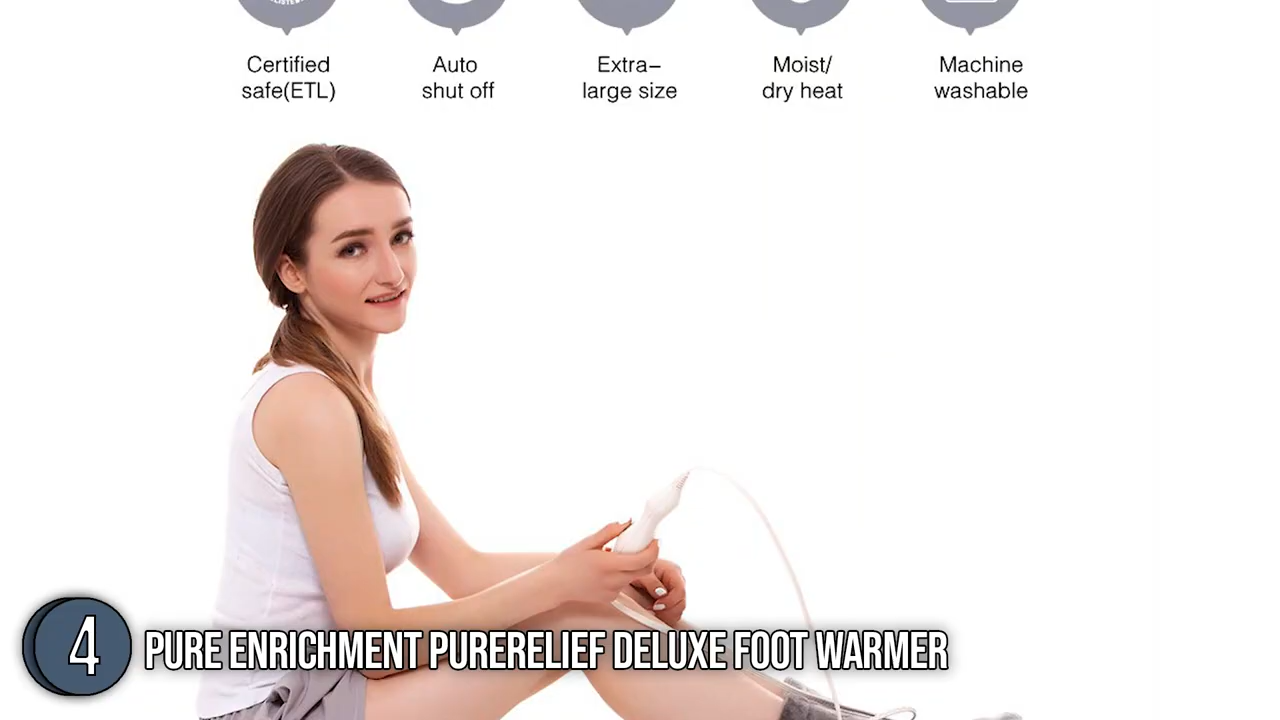 Certified
safe(ETL)
Auto
shut off
Extra–
large size
Moist/
dry heat
Machine
washable
4
PURE ENRICHMENT PURERELIEF DELUXE FOOT WARMER